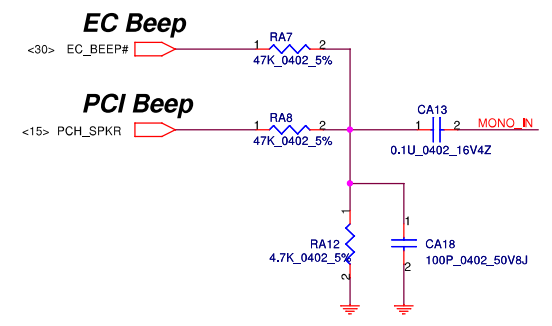 EC Beep
RA7
<30> EC_BEEP# 1 2
47K_0402_5%
PCI Beep
RA8
CA13
<15> PCH_SPKR 1 2 1 2 MONO_IN
47K_0402_5%
0.1U_0402_16V4Z
1 1
RA12 CA18
4.7K_0402_5% 100P_0402_50V8J
2 2